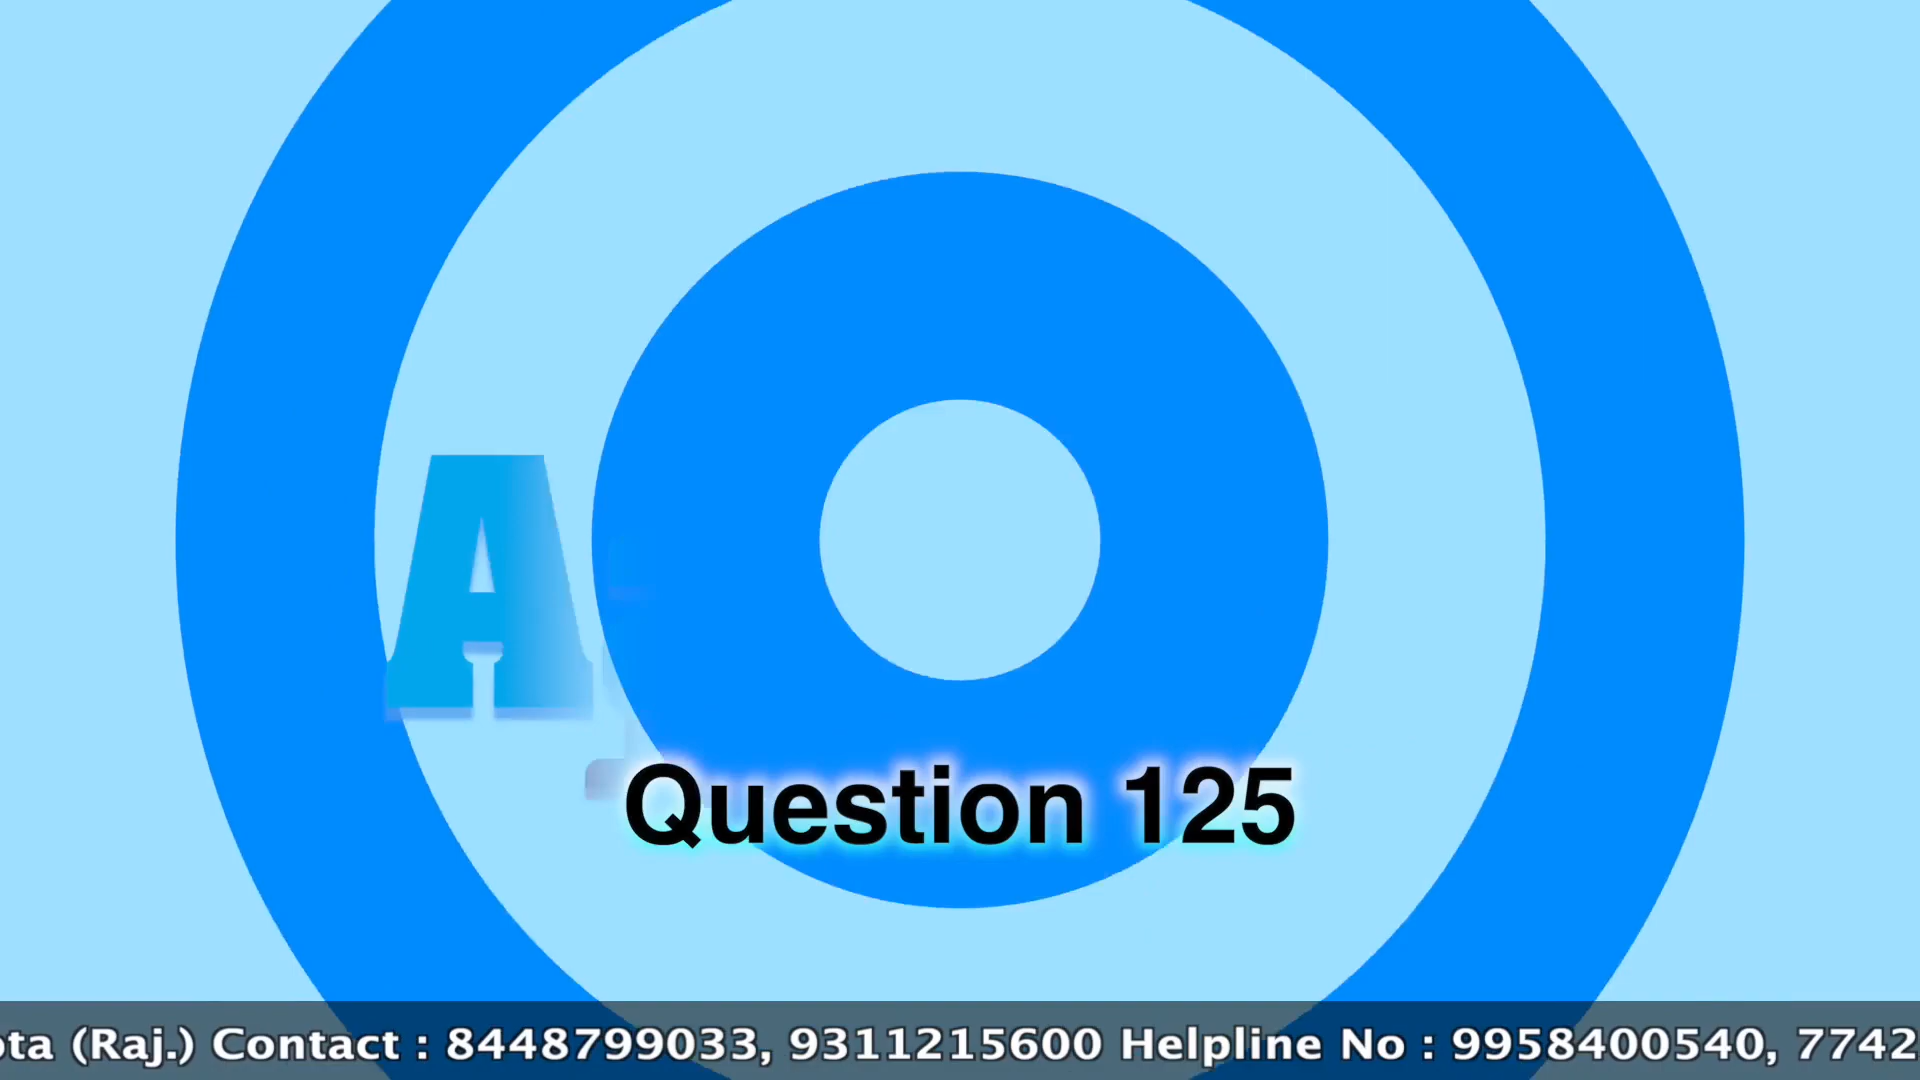 A
Question 125
ota (Raj.) Contact : 8448799033, 9311215600 Helpline No : 9958400540, 7742